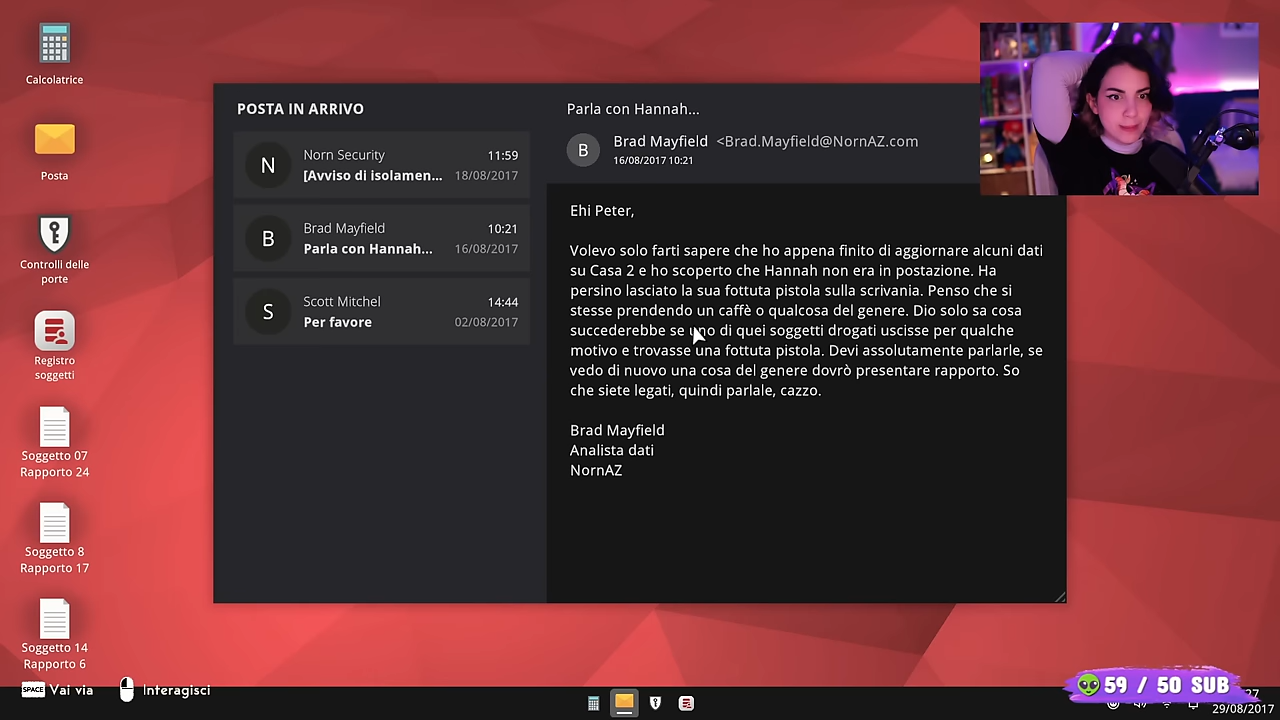 Calcolatrice
Posta
Controlli delle
porte
Registro
soggetti
Soggetto 07
Rapporto 24
Soggetto 8
Rapporto 17
Soggetto 14
Rapporto 6
POSTA IN ARRIVO
N
Norn Security 11:59
[Avviso di isolamen... 18/08/2017
B
Brad Mayfield 10:21
Parla con Hannah... 16/08/2017
S
Scott Mitchel 14:44
Per favore 02/08/2017
Parla con Hannah...
B
Brad Mayfield <Brad.Mayfield@NornAZ.com
16/08/2017 10:21
Ehi Peter,
Volevo solo farti sapere che ho appena finito di aggiornare alcuni dati
su Casa 2 e ho scoperto che Hannah non era in postazione. Ha
persino lasciato la sua fottuta pistola sulla scrivania. Penso che si
stesse prendendo un caffè o qualcosa del genere. Dio solo sa cosa
succederebbe se uno di quei soggetti drogati uscisse per qualche
motivo e trovasse una fottuta pistola. Devi assolutamente parlarle, se
vedo di nuovo una cosa del genere dovrò presentare rapporto. So
che siete legati, quindi parlale, cazzo.
Brad Mayfield
Analista dati
NornAZ
SPACE Vai via Interagisci
59 / 50 SUB
29/08/2017